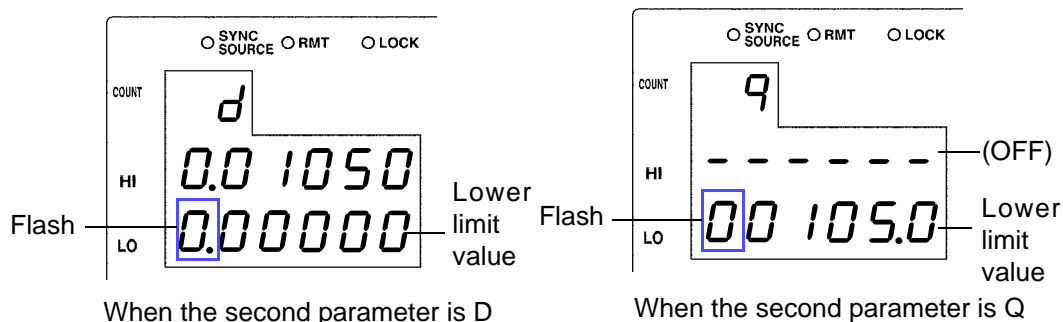 SYNC SOURCE RMT LOCK
COUNT d
HI 0.01050
Flash LO 0.00000 Lower limit value
When the second parameter is D
SYNC SOURCE RMT LOCK
COUNT q
HI ------ (OFF)
Flash LO 00105.0 Lower limit value
When the second parameter is Q